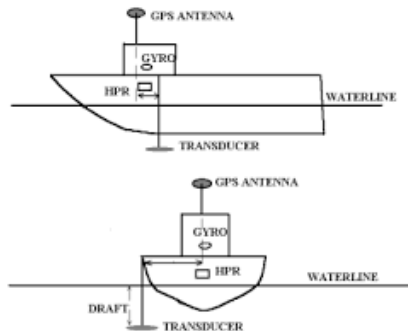 GPS ANTENNA
GYRO
HPR
WATERLINE
TRANSDUCER
GPS ANTENNA
GYRO
HPR
WATERLINE
DRAFT
TRANSDUCER